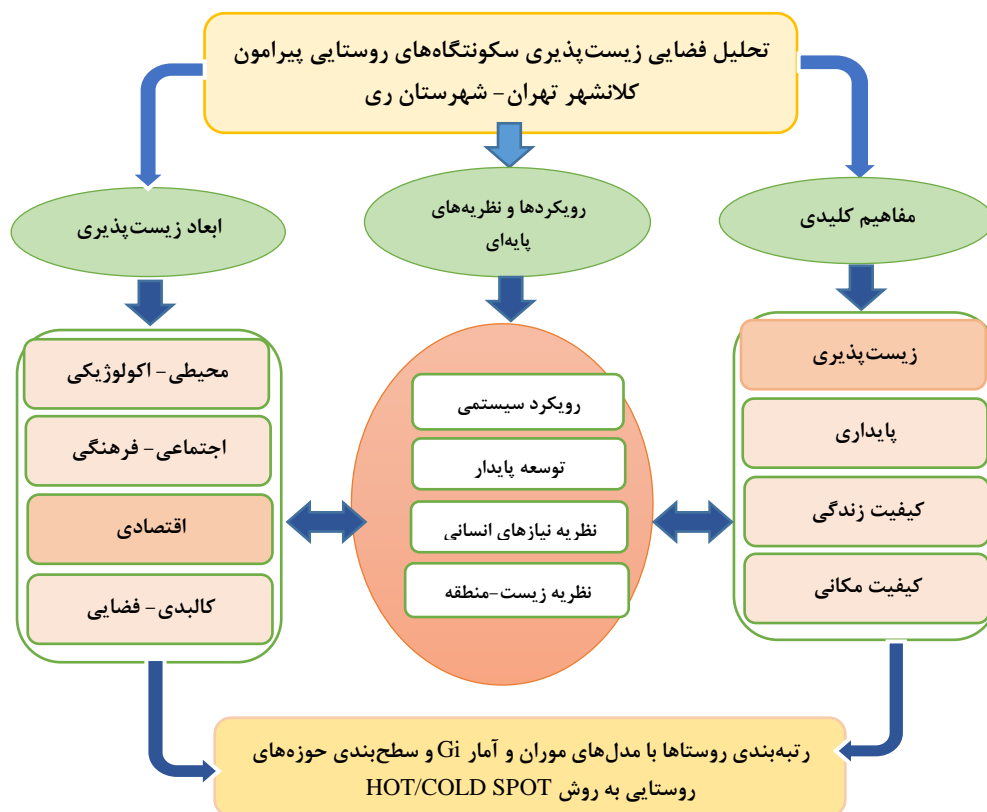 تحلیل فضایی زیست‌پذیری سکونتگاه‌های روستایی پیرامون
کلانشهر تهران- شهرستان ری
مفاهیم کلیدی
رویکردها و نظریه‌های
پایه‌ای
ابعاد زیست‌پذیری
زیست‌پذیری
پایداری
کیفیت زندگی
کیفیت مکانی
رویکرد سیستمی
توسعه پایدار
نظریه نیازهای انسانی
نظریه زیست-منطقه
محیطی- اکولوژیکی
اجتماعی- فرهنگی
اقتصادی
کالبدی- فضایی
رتبه‌بندی روستاها با مدل‌های موران و آمار Gi و سطح‌بندی حوزه‌های
روستایی به روش HOT/COLD SPOT